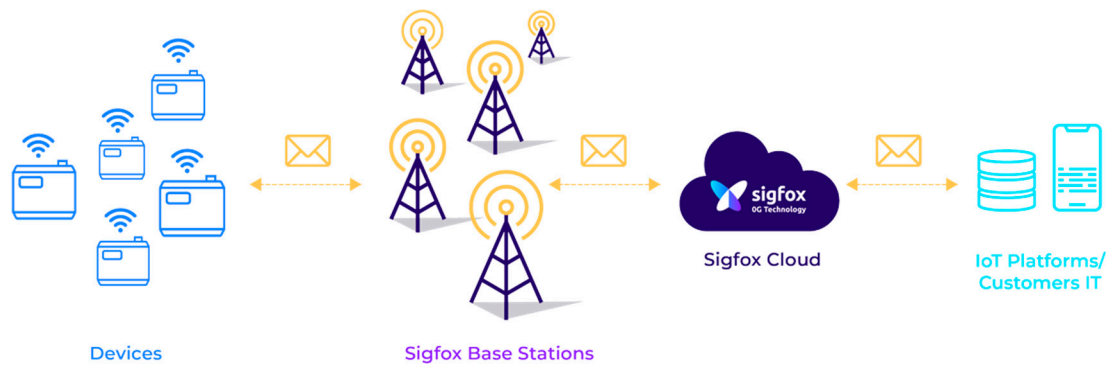 sigfox
0G Technology
Sigfox Cloud
IoT Platforms/
Customers IT
Devices
Sigfox Base Stations